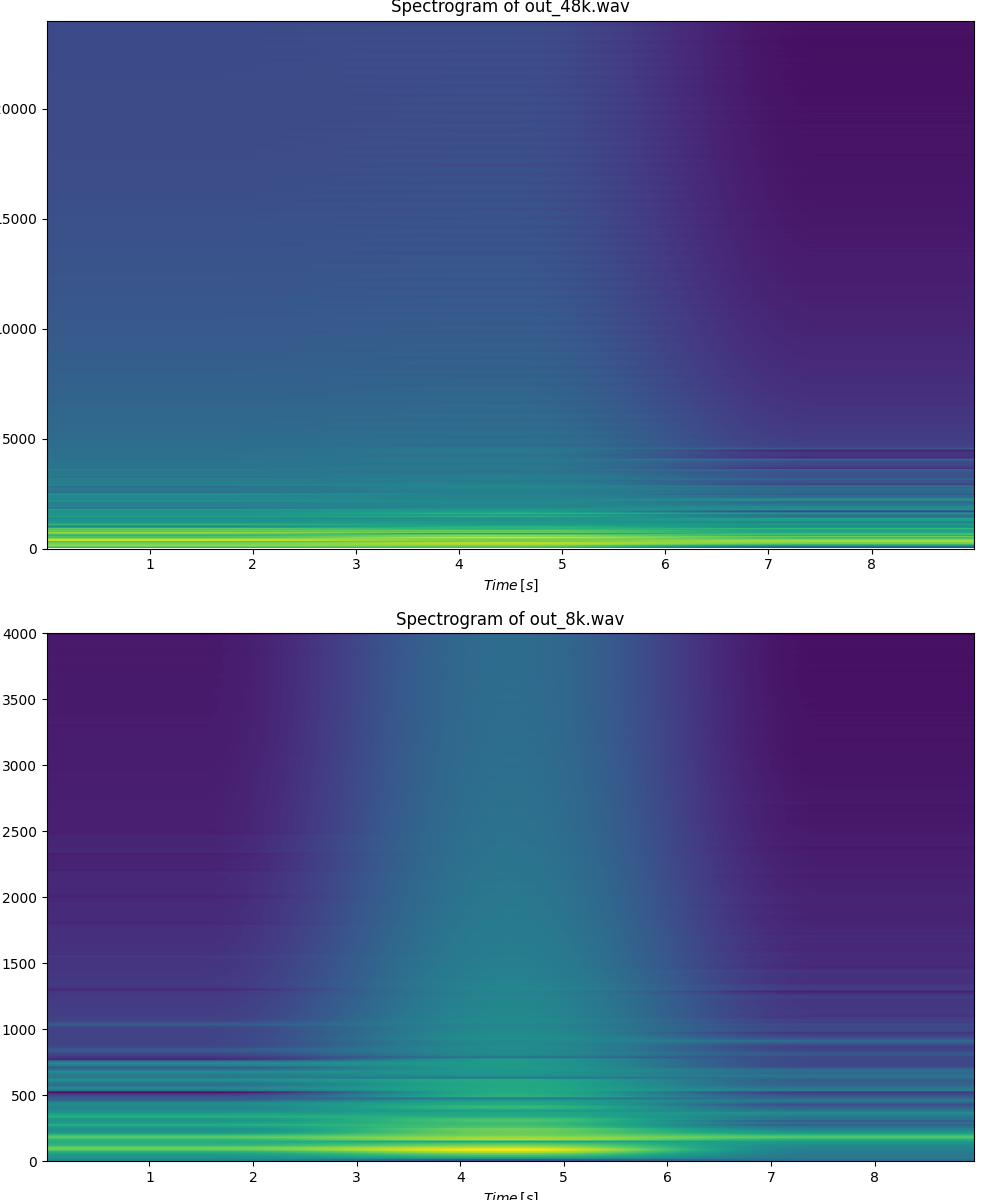 Spectrogram of out_48k.wav
0000
15000
10000
5000
0
1 2 3 4 5 6 7 8
Time [s]
Spectrogram of out_8k.wav
4000
3500
3000
2500
2000
1500
1000
500
0
1 2 3 4 5 6 7 8
Time [s]